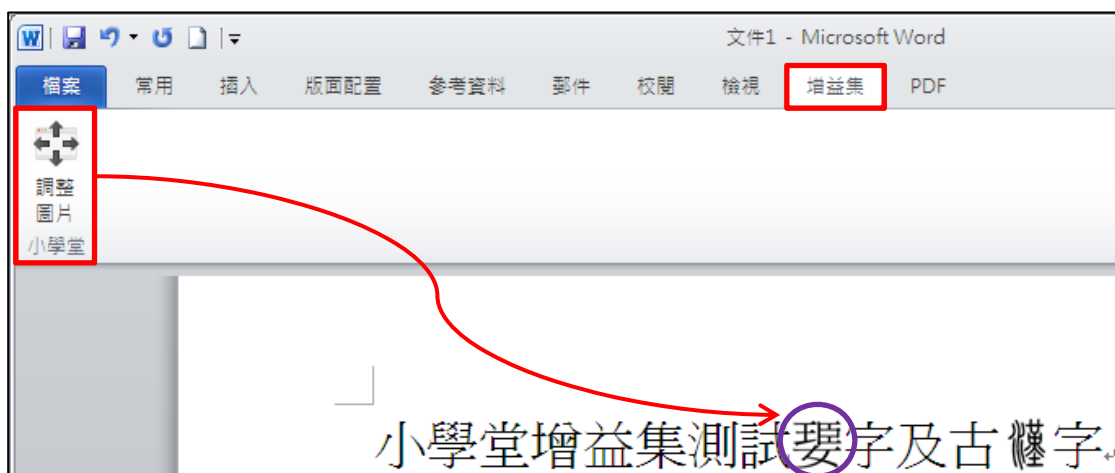 文件1 - Microsoft Word
檔案 常用 插入 版面配置 參考資料 郵件 校閱 檢視 增益集 PDF
調整
圖片
小學堂
小學堂增益集測試字及古漢字